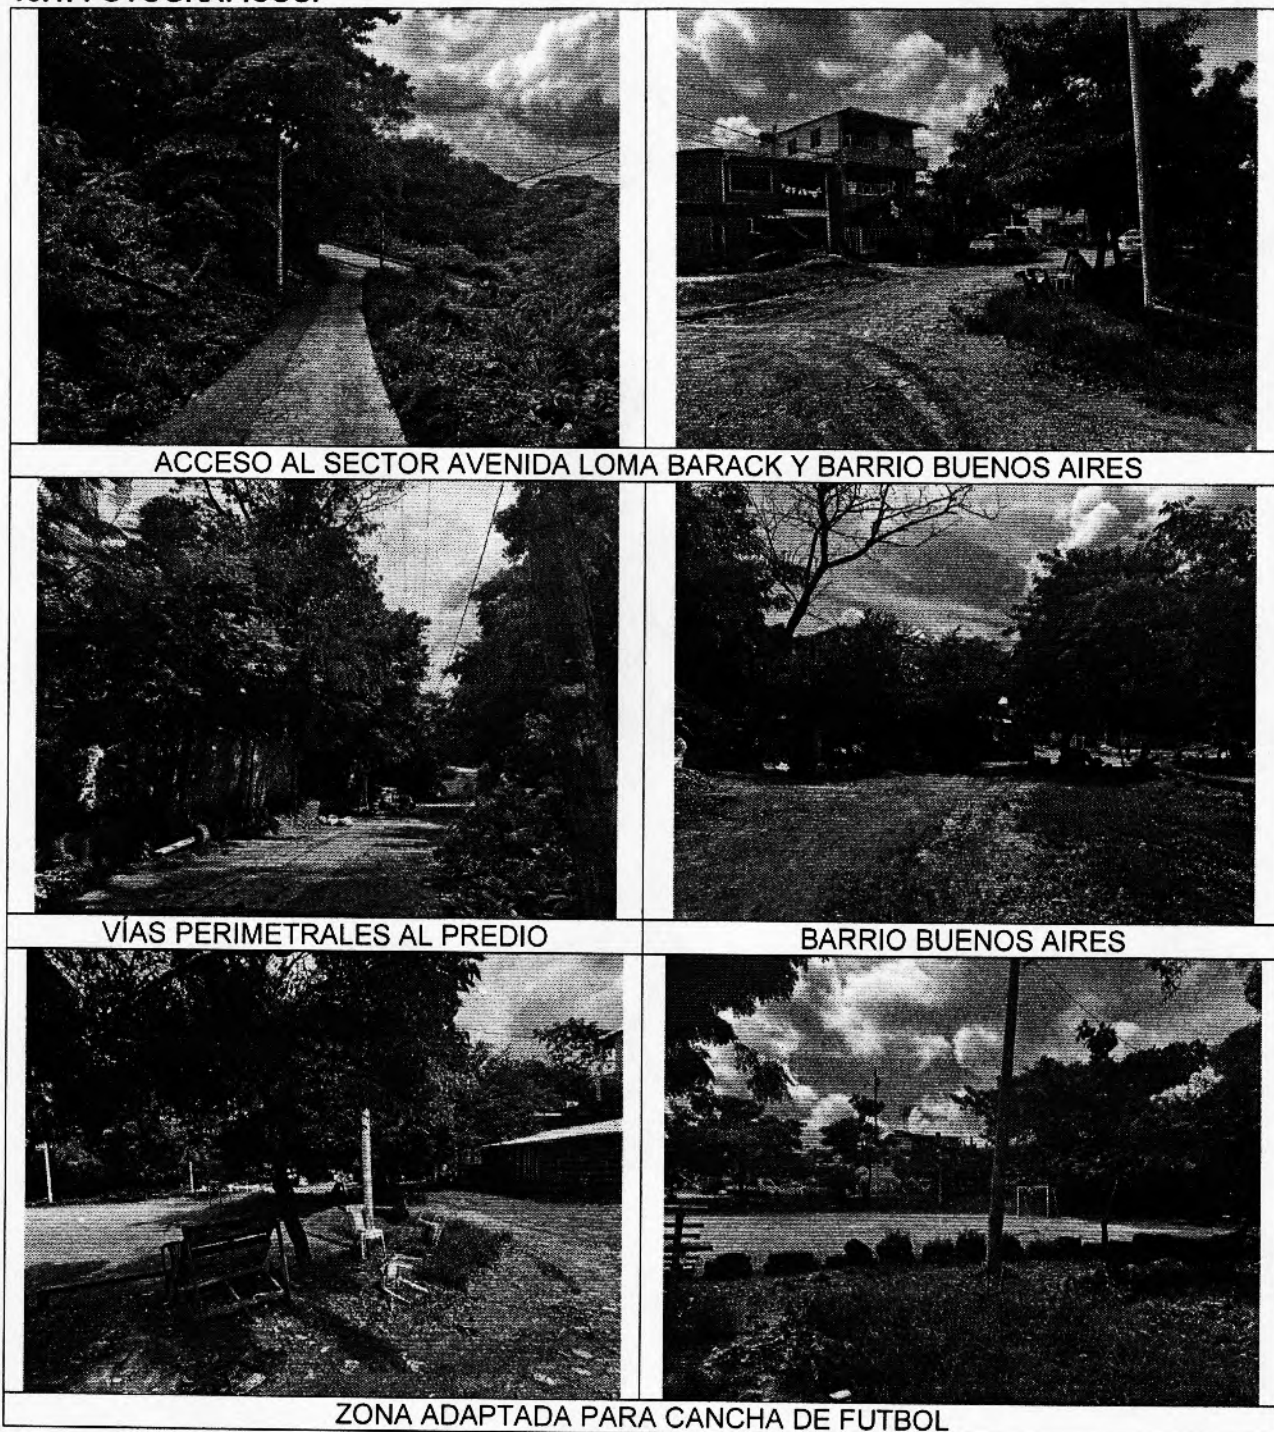 ACCESO AL SECTOR AVENIDA LOMA BARACK Y BARRIO BUENOS AIRES
VÍAS PERIMETRALES AL PREDIO
BARRIO BUENOS AIRES
ZONA ADAPTADA PARA CANCHA DE FUTBOL